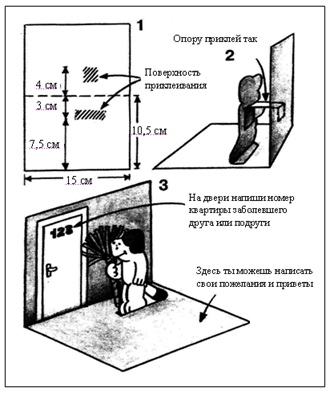 1
4 см
3 см
7,5 см
10,5 см
15 см
Поверхность
приклеивания
2
Опору приклей так
3
123
На двери напиши номер
квартиры заболевшего
друга или подруги
Здесь ты можешь написать
свои пожелания и приветы